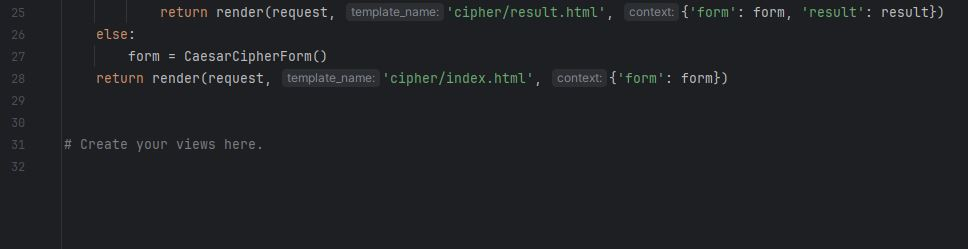 25 return render(request, template_name: 'cipher/result.html', context: {'form': form, 'result': result})
26 else:
27 form = CaesarCipherForm()
28 return render(request, template_name: 'cipher/index.html', context: {'form': form})
29
30
31 # Create your views here.
32